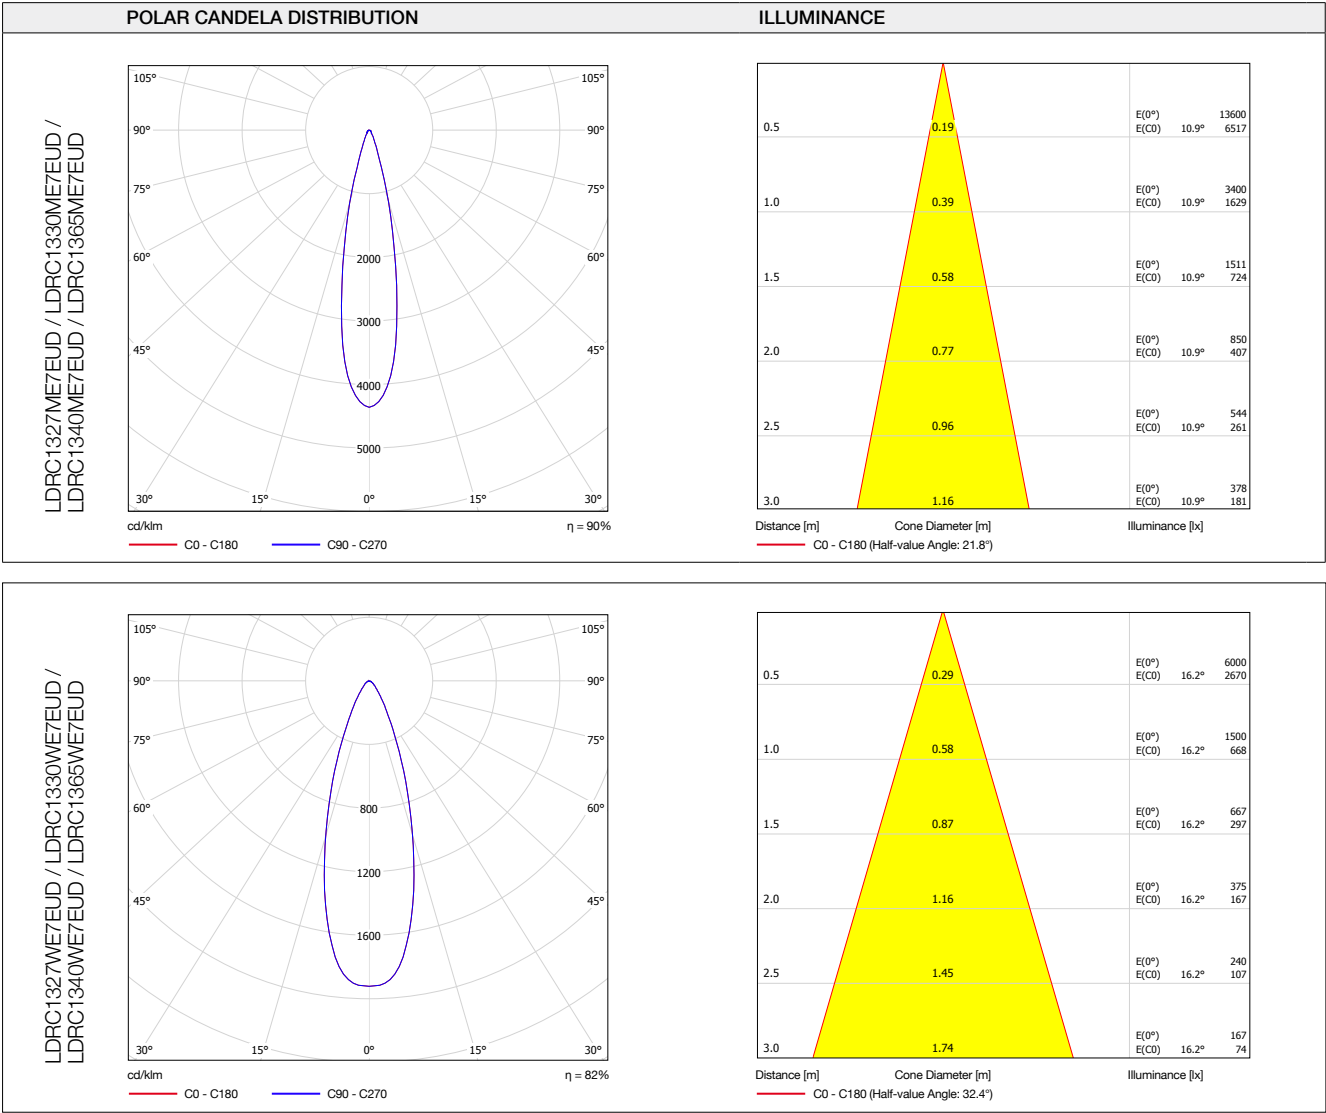 POLAR CANDELA DISTRIBUTION
ILLUMINANCE
LDRC1327ME7EUD / LDRC1330ME7EUD /
LDRC1340ME7EUD / LDRC1365ME7EUD
105° 105°
90° 90°
75° 75°
60° 60°
45° 45°
2000
3000
4000
5000
30° 15° 0° 15° 30°
cd/klm η = 90%
C0 - C180 C90 - C270
E(0°) 13600
0.5 0.19 E(C0) 10.9° 6517
E(0°) 3400
1.0 0.39 E(C0) 10.9° 1629
E(0°) 1511
1.5 0.58 E(C0) 10.9° 724
E(0°) 850
2.0 0.77 E(C0) 10.9° 407
E(0°) 544
2.5 0.96 E(C0) 10.9° 261
E(0°) 378
3.0 1.16 E(C0) 10.9° 181
Distance [m] Cone Diameter [m] Illuminance [lx]
C0 - C180 (Half-value Angle: 21.8°)
LDRC1327WE7EUD / LDRC1330WE7EUD /
LDRC1340WE7EUD / LDRC1365WE7EUD
105° 105°
90° 90°
75° 75°
60° 60°
45° 45°
800
1200
1600
30° 15° 0° 15° 30°
cd/klm η = 82%
C0 - C180 C90 - C270
E(0°) 6000
0.5 0.29 E(C0) 16.2° 2670
E(0°) 1500
1.0 0.58 E(C0) 16.2° 668
E(0°) 667
1.5 0.87 E(C0) 16.2° 297
E(0°) 375
2.0 1.16 E(C0) 16.2° 167
E(0°) 240
2.5 1.45 E(C0) 16.2° 107
E(0°) 167
3.0 1.74 E(C0) 16.2° 74
Distance [m] Cone Diameter [m] Illuminance [lx]
C0 - C180 (Half-value Angle: 32.4°)